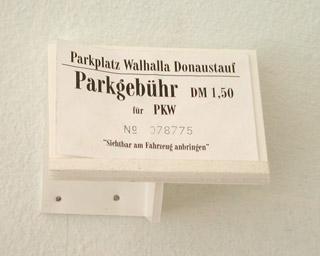 Parkplatz Walhalla Donaustauf
Parkgebühr DM 1,50
für PKW
Nº 078775
"Sichtbar am Fahrzeug anbringen"